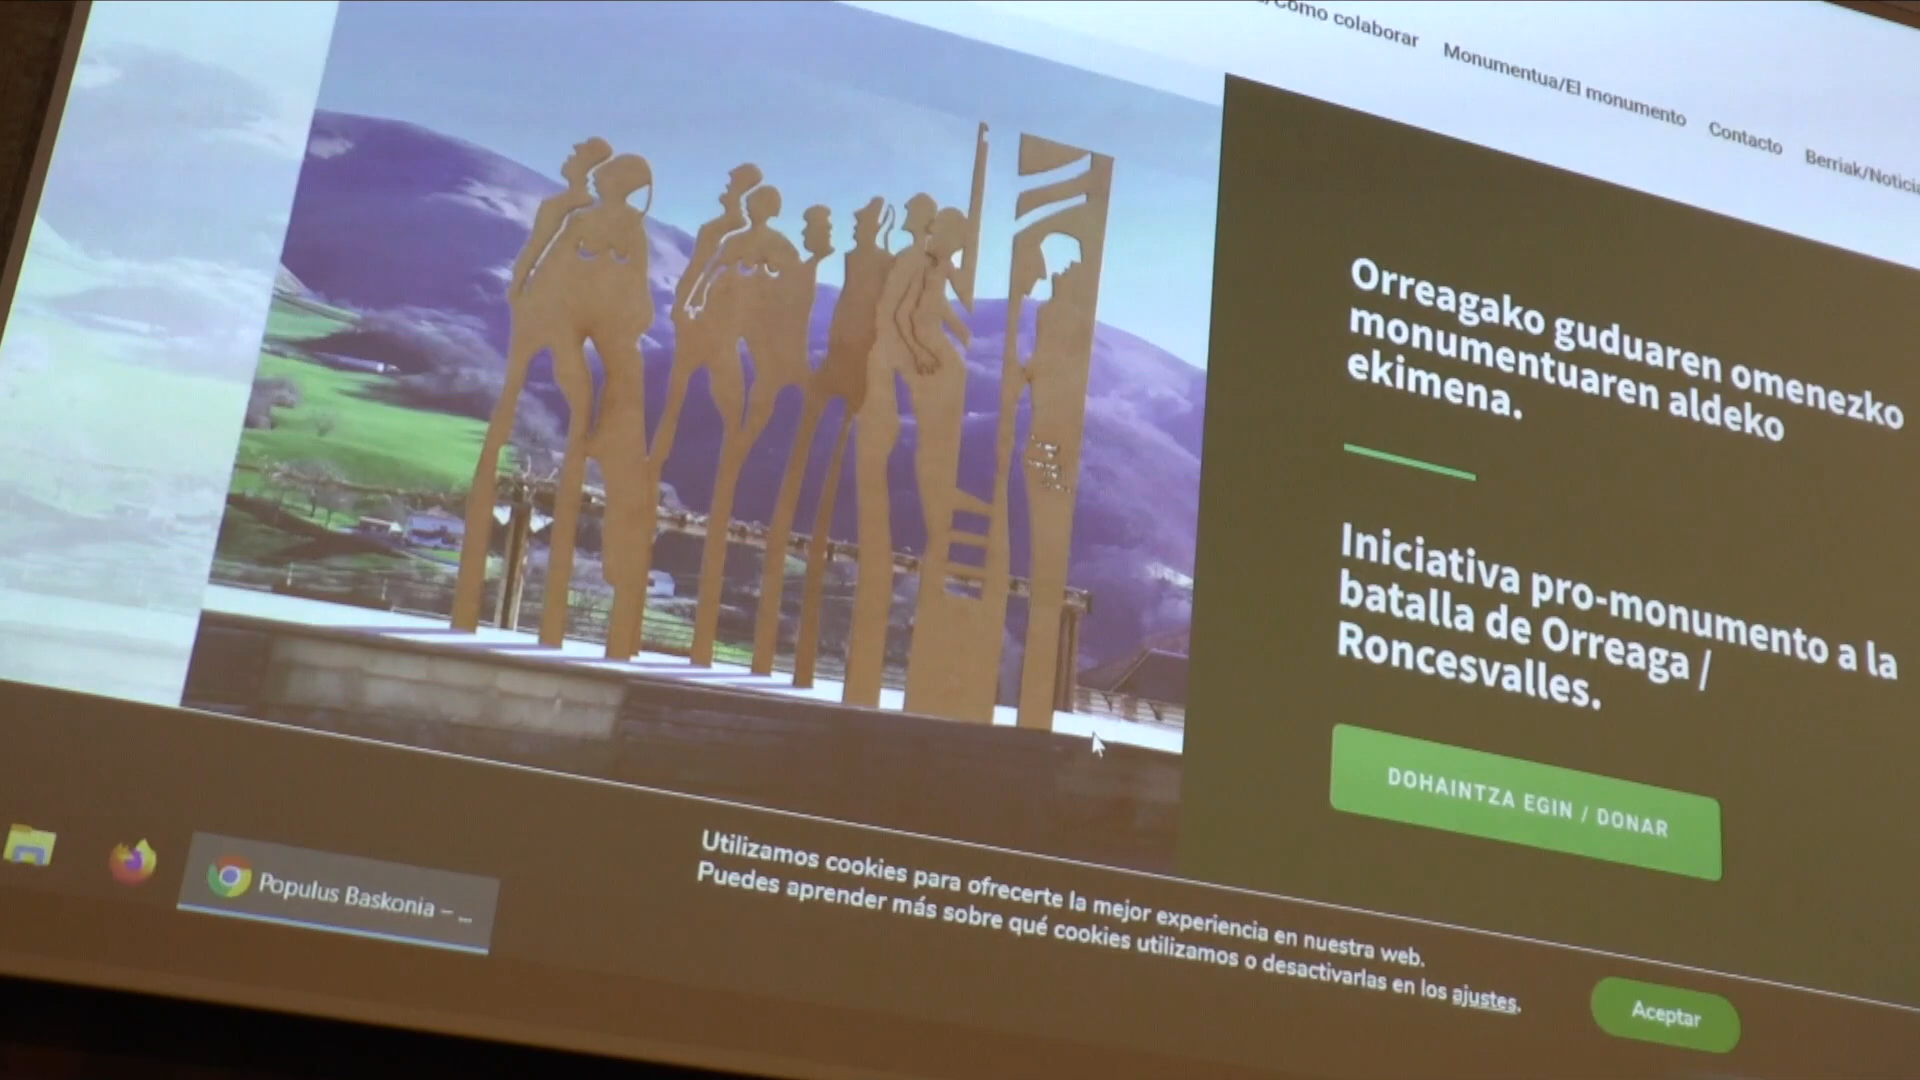 Cómo colaborar
Monumentua/El monumento
Contacto
Orreagako guduaren omenezko
monumentuaren aldeko
ekimena.
Iniciativa pro-monumento a la
batalla de Orreaga /
Roncesvalles.
DOHAINTZA EGIN / DONAR
Utilizamos cookies para ofrecerte la mejor experiencia en nuestra web.
Puedes aprender más sobre qué cookies utilizamos o desactivarlas en los ajustes.
Aceptar
Populus Baskonia – ...